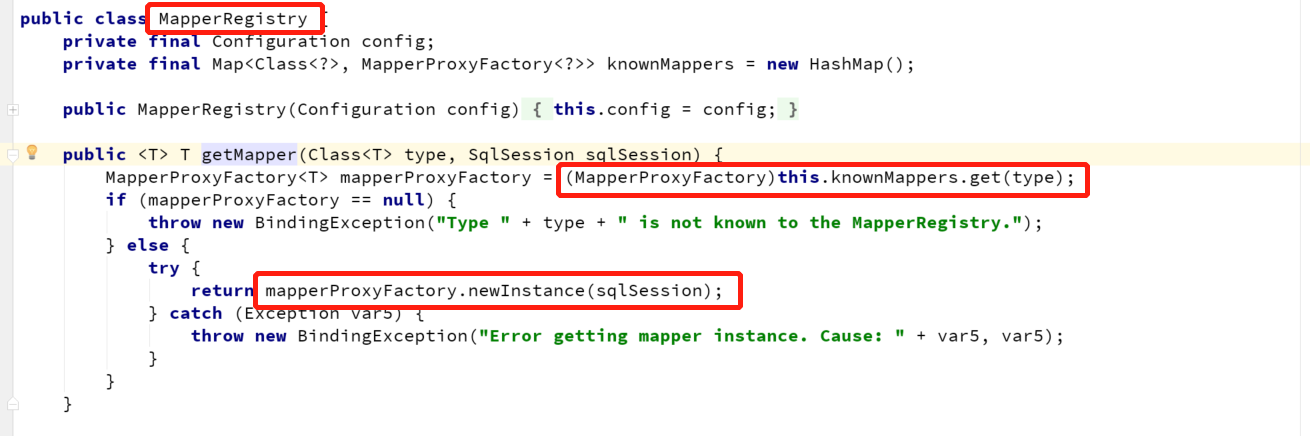 public class MapperRegistry {
    private final Configuration config;
    private final Map<Class<?>, MapperProxyFactory<?>> knownMappers = new HashMap();
    public MapperRegistry(Configuration config) { this.config = config; }
    public <T> T getMapper(Class<T> type, SqlSession sqlSession) {
        MapperProxyFactory<T> mapperProxyFactory = (MapperProxyFactory)this.knownMappers.get(type);
        if (mapperProxyFactory == null) {
            throw new BindingException("Type " + type + " is not known to the MapperRegistry.");
        } else {
            try {
                return mapperProxyFactory.newInstance(sqlSession);
            } catch (Exception var5) {
                throw new BindingException("Error getting mapper instance. Cause: " + var5, var5);
            }
        }
    }